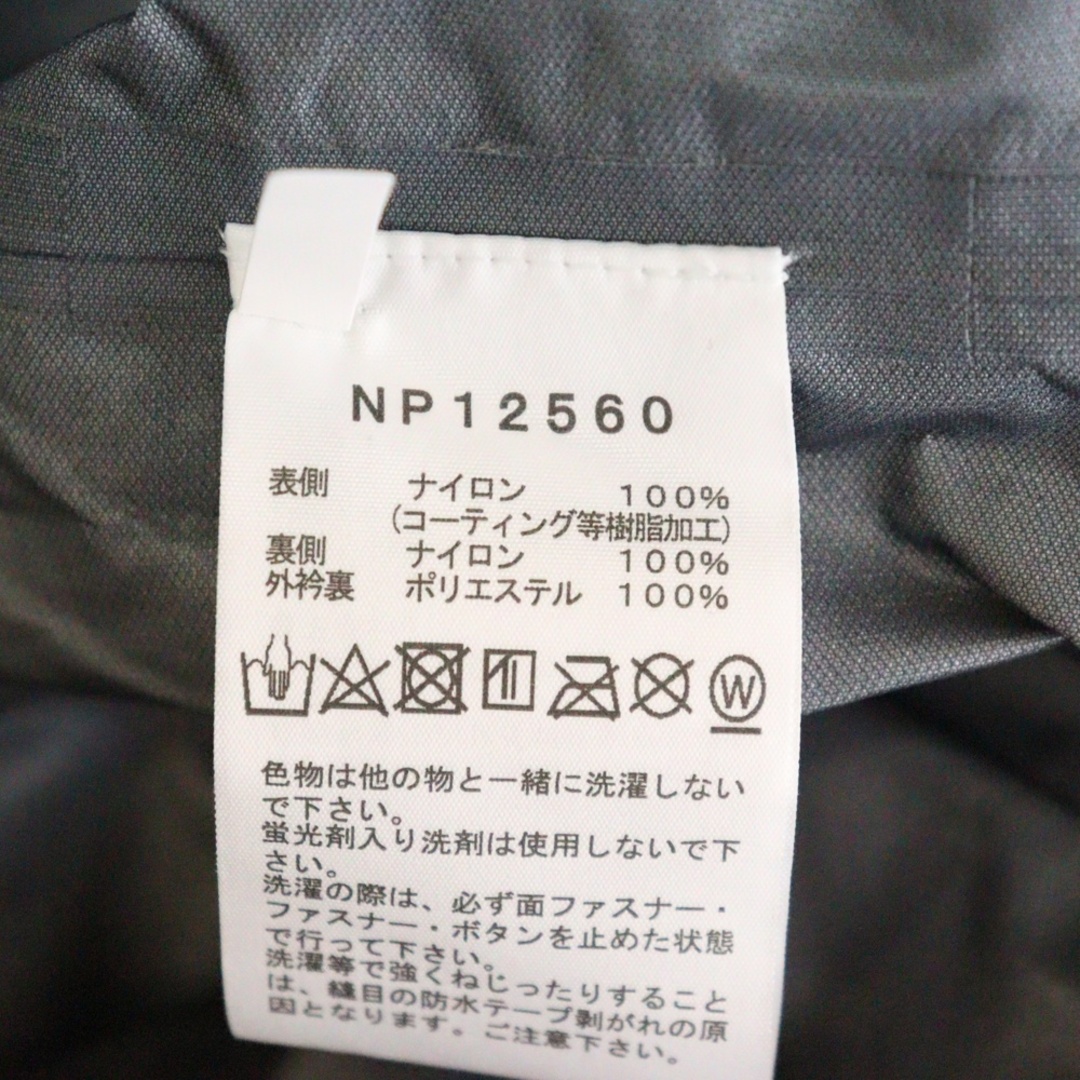 NP12560
表側 ナイロン 100%
(コーティング等樹脂加工)
裏側 ナイロン 100%
外衿裏 ポリエステル 100%
W
色物は他の物と一緒に洗濯しない
で下さい。
蛍光剤入り洗剤は使用しないで下
さい。
洗濯の際は、必ず面ファスナー・
ファスナー・ボタンを止めた状態
で行って下さい。
洗濯等で強くねじったりすること
は、縫目の防水テープ剥がれの原
因となります。ご注意下さい。